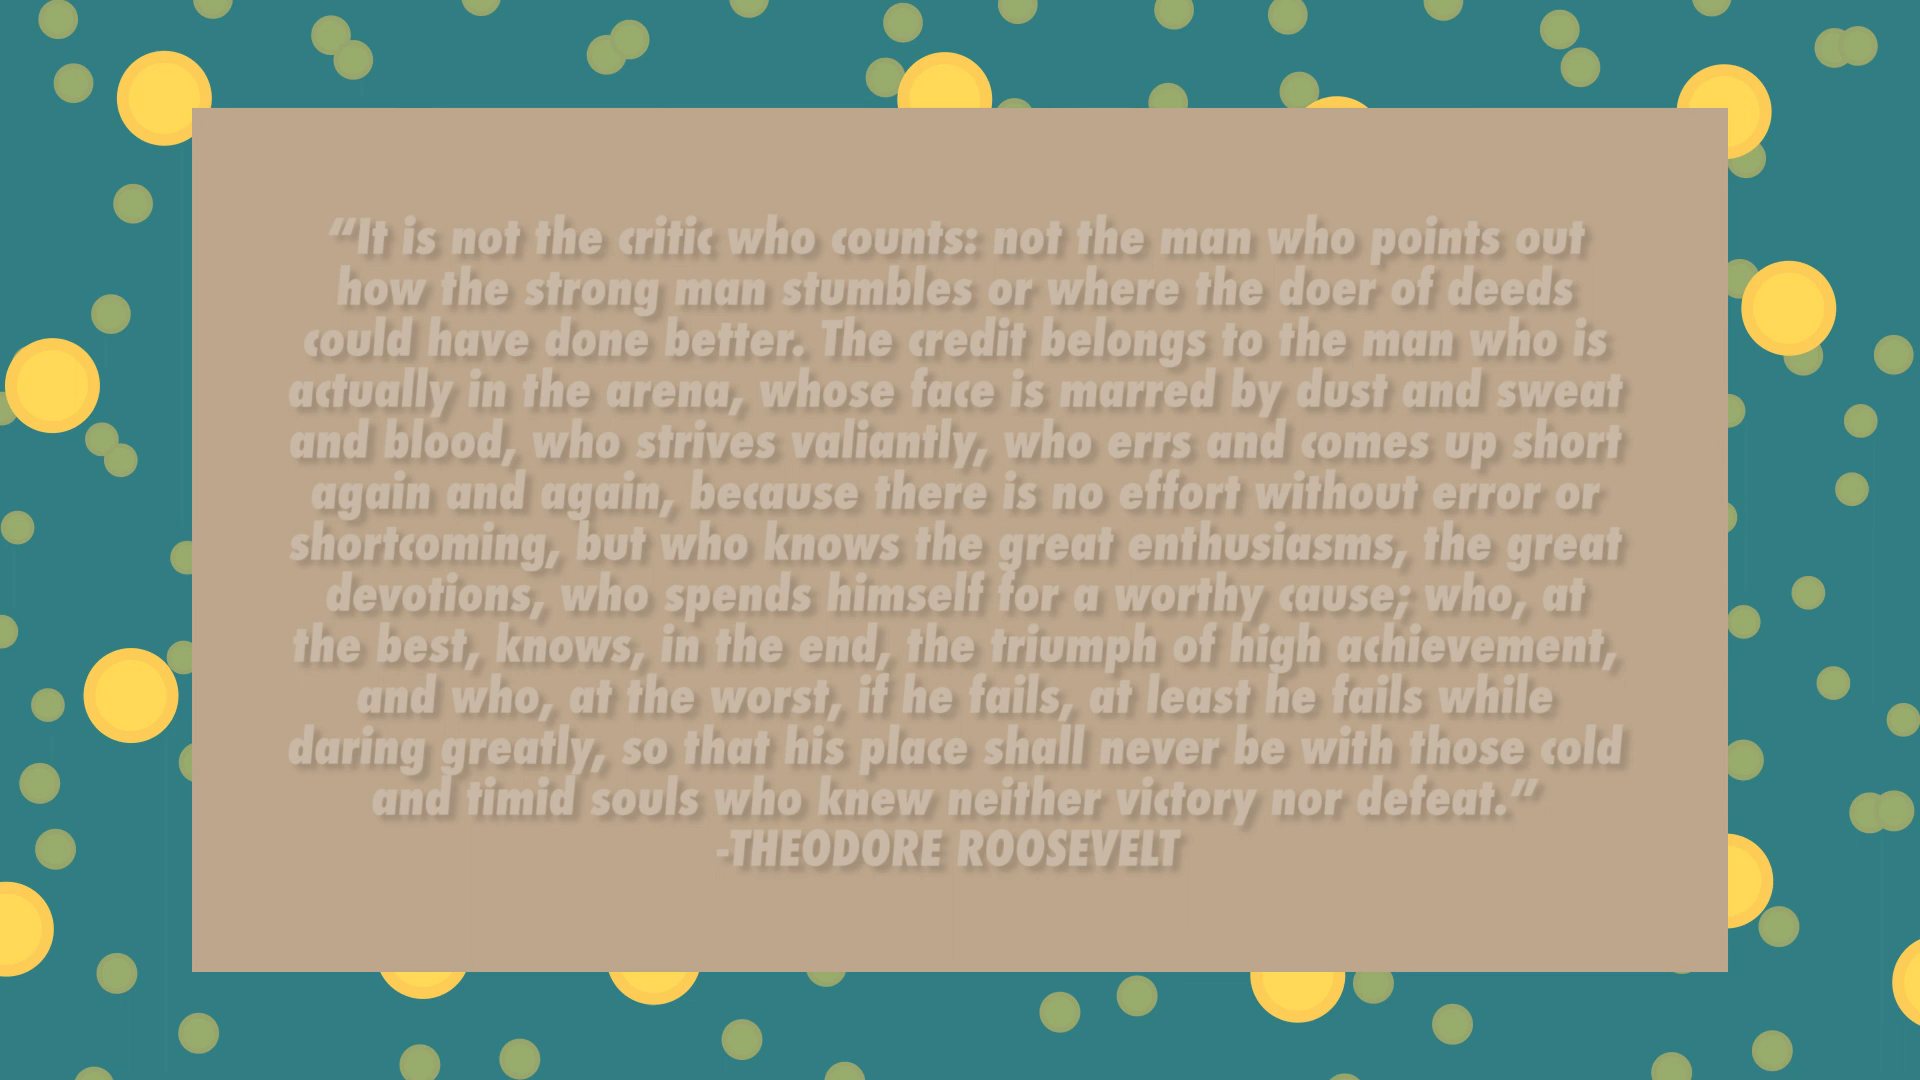 “It is not the critic who counts: not the man who points out
how the strong man stumbles or where the doer of deeds
could have done better. The credit belongs to the man who is
actually in the arena, whose face is marred by dust and sweat
and blood, who strives valiantly, who errs and comes up short
again and again, because there is no effort without error or
shortcoming, but who knows the great enthusiasms, the great
devotions, who spends himself for a worthy cause; who, at
the best, knows, in the end, the triumph of high achievement,
and who, at the worst, if he fails, at least he fails while
daring greatly, so that his place shall never be with those cold
and timid souls who knew neither victory nor defeat.”
-THEODORE ROOSEVELT